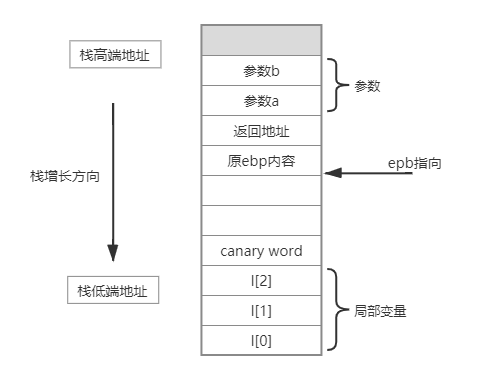 栈高端地址
栈增长方向
栈低端地址
参数b
参数a
返回地址
原ebp内容
canary word
l[2]
l[1]
l[0]
参数
epb指向
局部变量